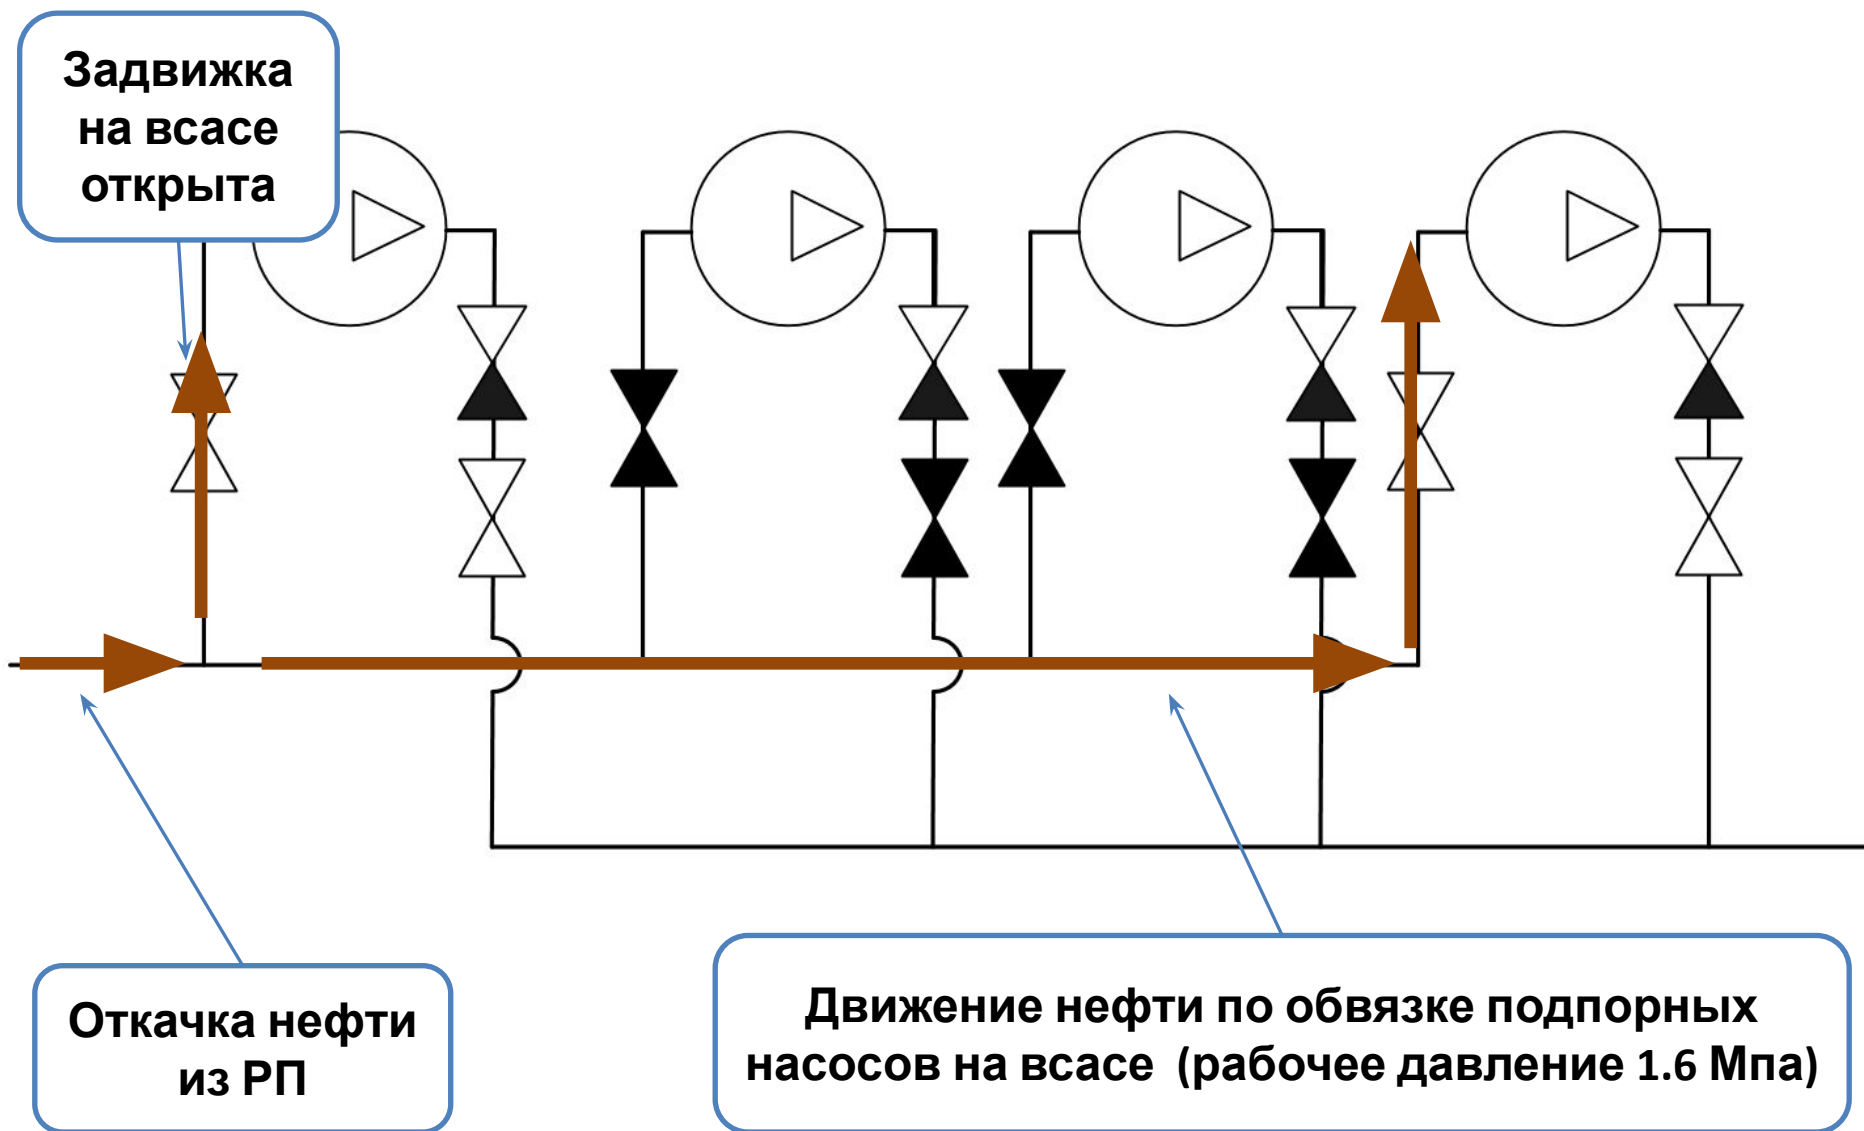 Задвижка
на всасе
открыта
Откачка нефти
из РП
Движение нефти по обвязке подпорных
насосов на всасе (рабочее давление 1.6 Мпа)